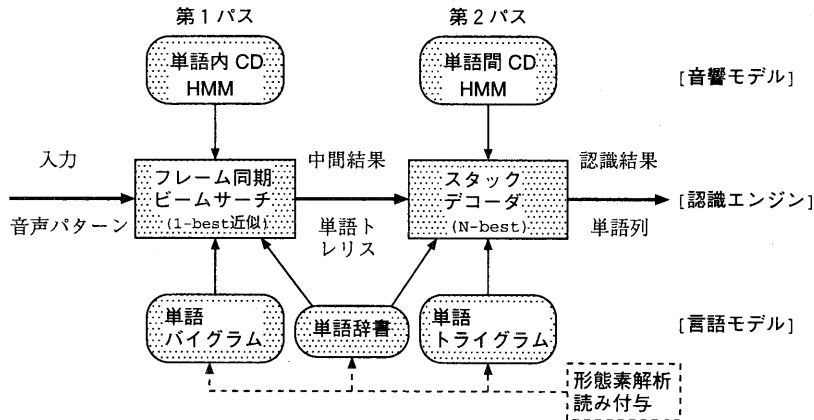 第1パス
第2パス
単語内 CD
HMM
単語間 CD
HMM
[音響モデル]
入力
音声パターン
フレーム同期
ビームサーチ
(1-best近似)
中間結果
単語ト
レリス
スタック
デコーダ
(N-best)
認識結果
単語列
[認識エンジン]
単語
バイグラム
単語辞書
単語
トライグラム
[言語モデル]
形態素解析
読み付与